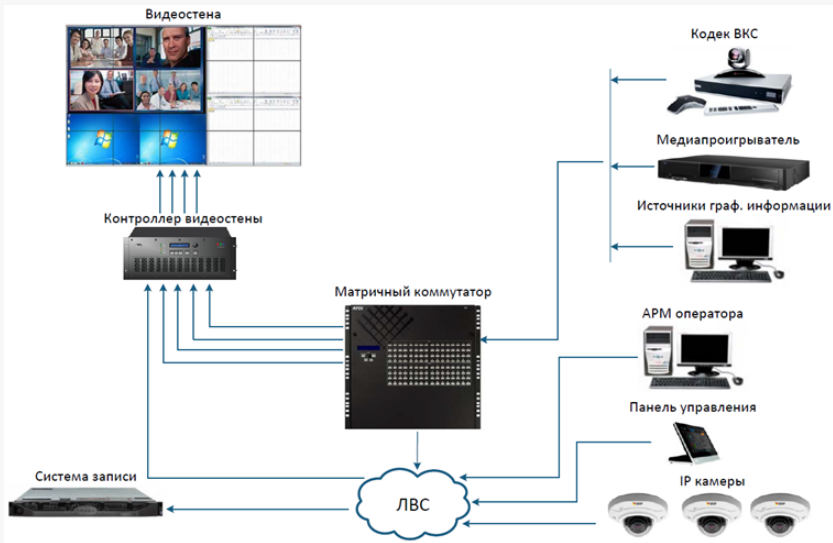 Видеостена
Кодек ВКС
Медиапроигрыватель
Источники граф. информации
Контроллер видеостены
Матричный коммутатор
АРМ оператора
Панель управления
IP камеры
Система записи
ЛВС